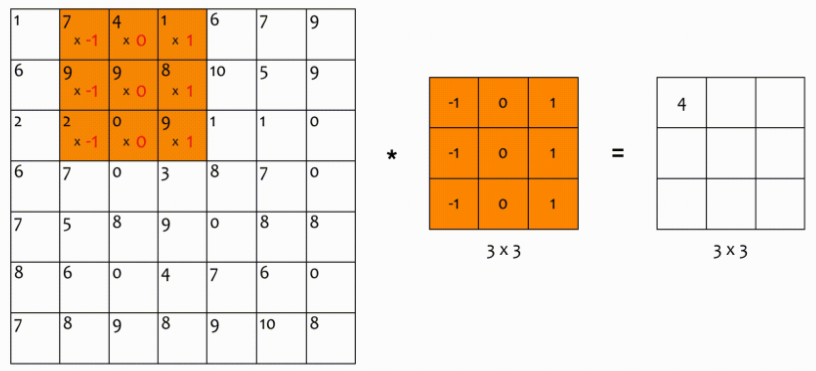 1 7 4 1 6 7 9
x -1 x 0 x 1
6 9 9 8 10 5 9
x -1 x 0 x 1
2 2 0 9 1 1 0
x -1 x 0 x 1
6 7 0 3 8 7 0
7 5 8 9 0 8 8
8 6 0 4 7 6 0
7 8 9 8 9 10 8
*
-1 0 1
-1 0 1
-1 0 1
3 x 3
=
4
3 x 3